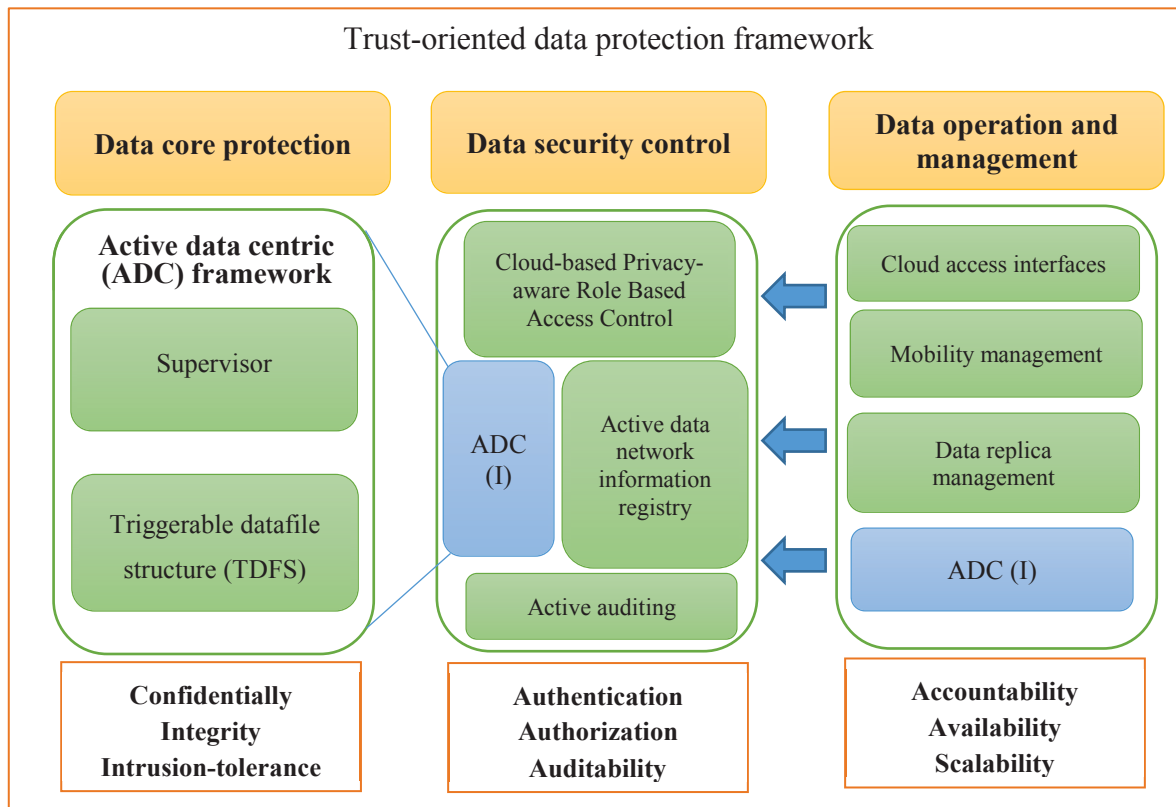 Trust-oriented data protection framework
Data core protection
Active data centric
(ADC) framework
Supervisor
Triggerable datafile
structure (TDFS)
Confidentially
Integrity
Intrusion-tolerance
Data security control
Cloud-based Privacy-
aware Role Based
Access Control
ADC
(I)
Active data
network
information
registry
Active auditing
Authentication
Authorization
Auditability
Data operation and
management
Cloud access interfaces
Mobility management
Data replica
management
ADC (I)
Accountability
Availability
Scalability